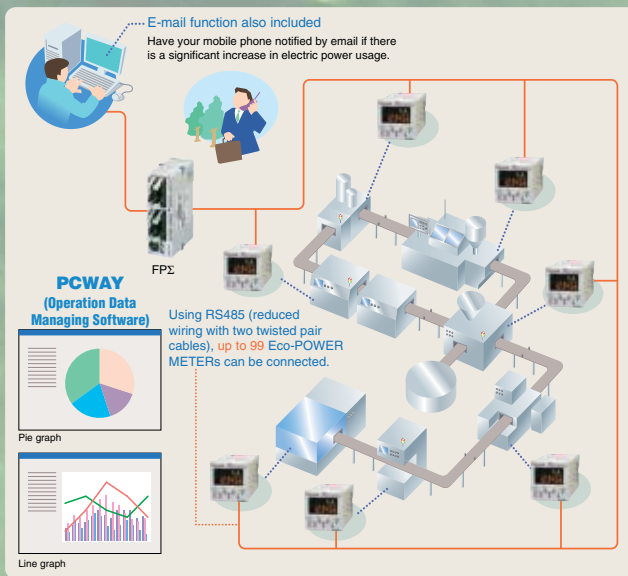 E-mail function also included
Have your mobile phone notified by email if there
is a significant increase in electric power usage.
FPΣ
PCWAY
(Operation Data
Managing Software)
Using RS485 (reduced
wiring with two twisted pair
cables), up to 99 Eco-POWER
METERs can be connected.
Pie graph
Line graph